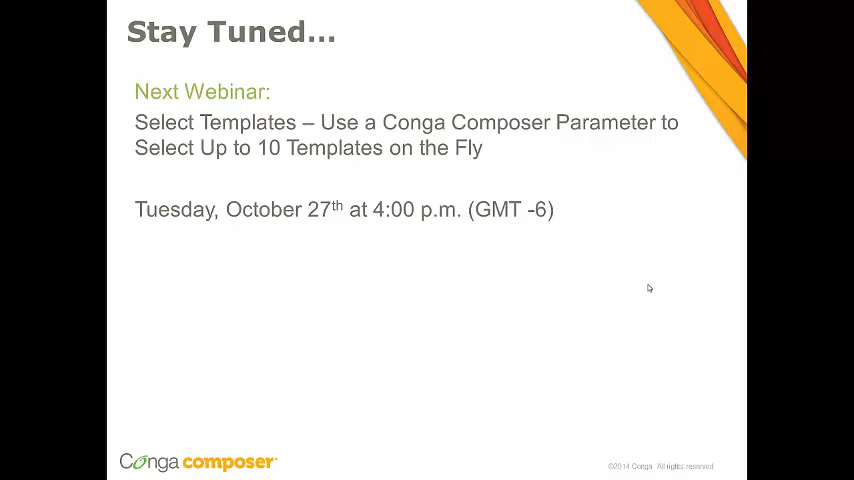 Stay Tuned...
Next Webinar:
Select Templates – Use a Conga Composer Parameter to
Select Up to 10 Templates on the Fly
Tuesday, October 27th at 4:00 p.m. (GMT -6)
Conga composer
©2014 Conga All rights reserved